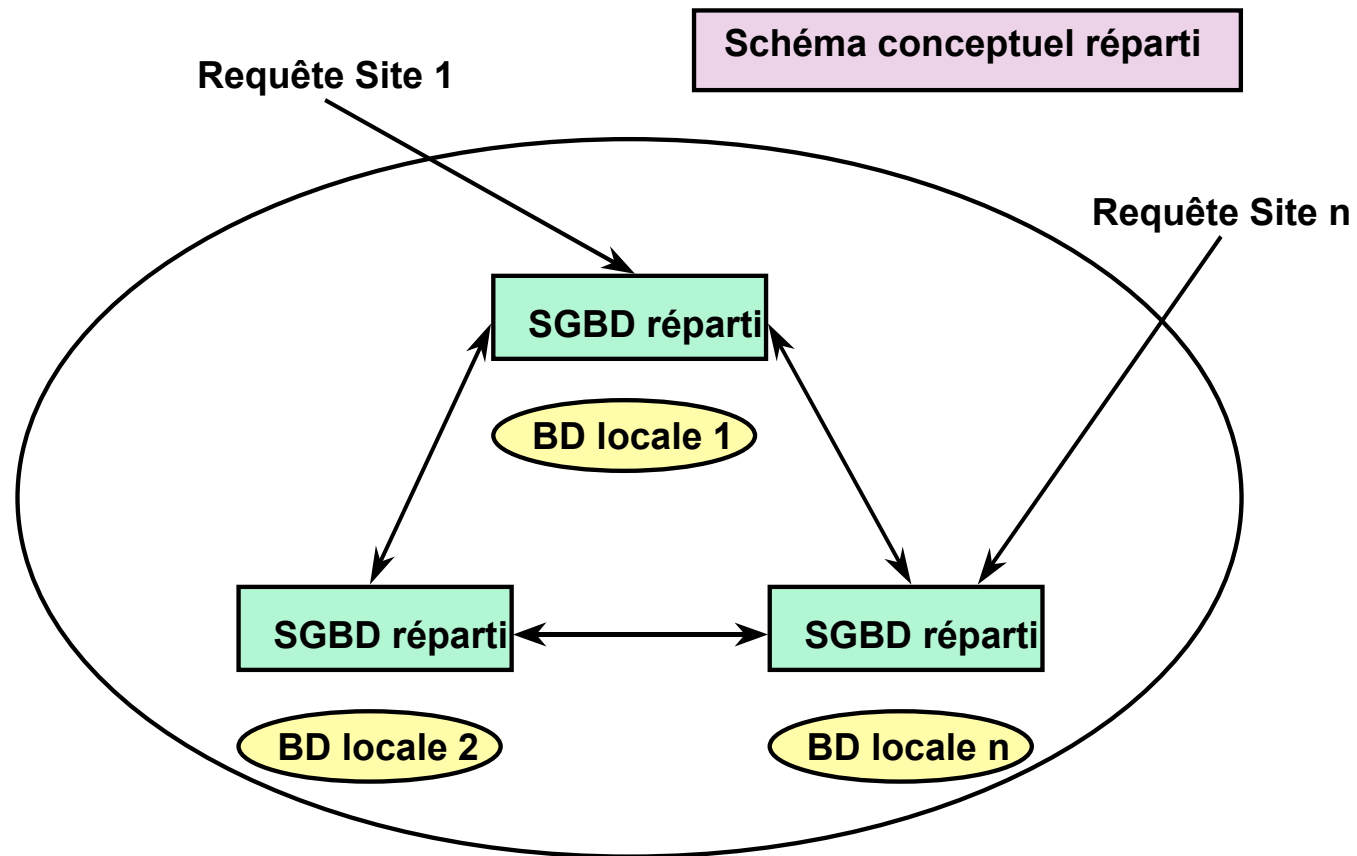 Schéma conceptuel réparti
Requête Site 1
Requête Site n
SGBD réparti
BD locale 1
SGBD réparti
SGBD réparti
BD locale 2
BD locale n